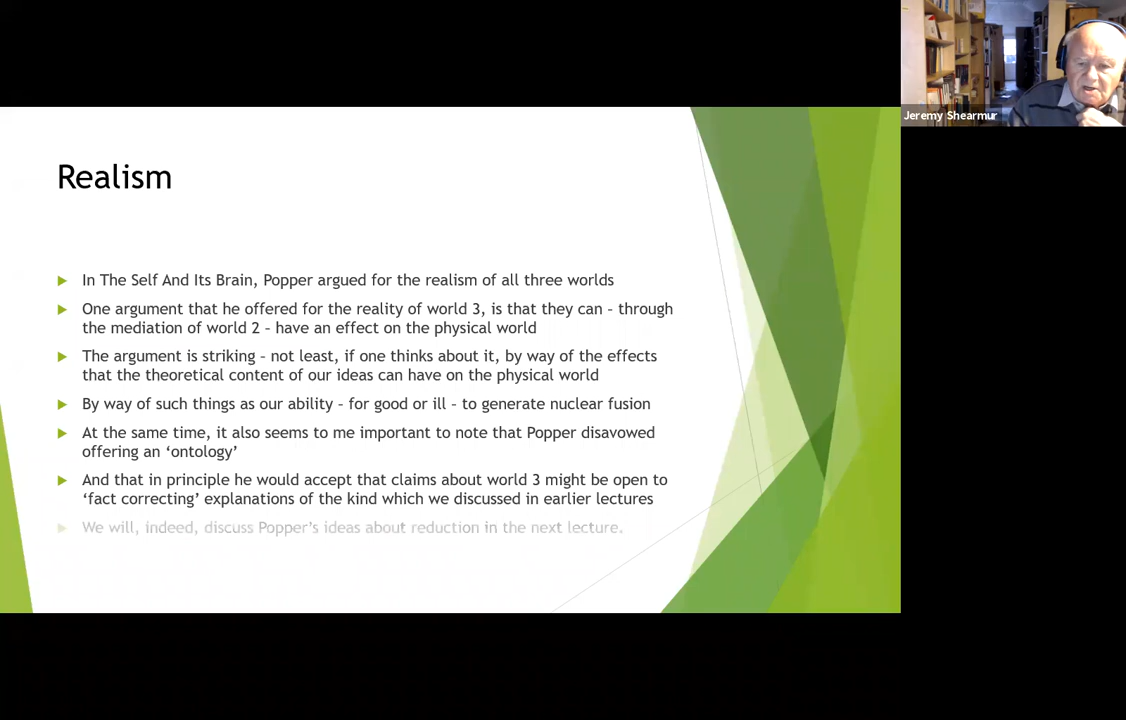 Jeremy Shearmur
Realism
In The Self And Its Brain, Popper argued for the realism of all three worlds
One argument that he offered for the reality of world 3, is that they can – through
the mediation of world 2 – have an effect on the physical world
The argument is striking – not least, if one thinks about it, by way of the effects
that the theoretical content of our ideas can have on the physical world
By way of such things as our ability – for good or ill – to generate nuclear fusion
At the same time, it also seems to me important to note that Popper disavowed
offering an ‘ontology’
And that in principle he would accept that claims about world 3 might be open to
‘fact correcting’ explanations of the kind which we discussed in earlier lectures
We will, indeed, discuss Popper’s ideas about reduction in the next lecture.